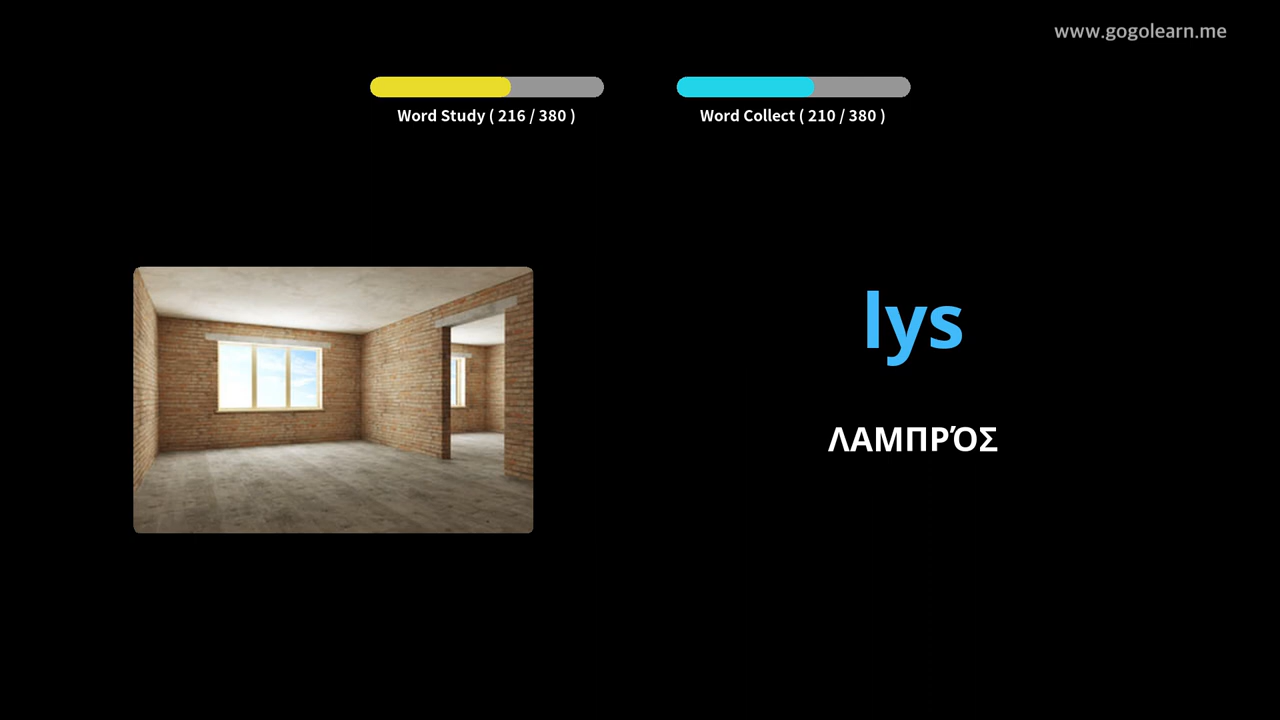 www.gogolearn.me
Word Study ( 216 / 380 )
Word Collect ( 210 / 380 )
lys
ΛΑΜΠΡΌΣ